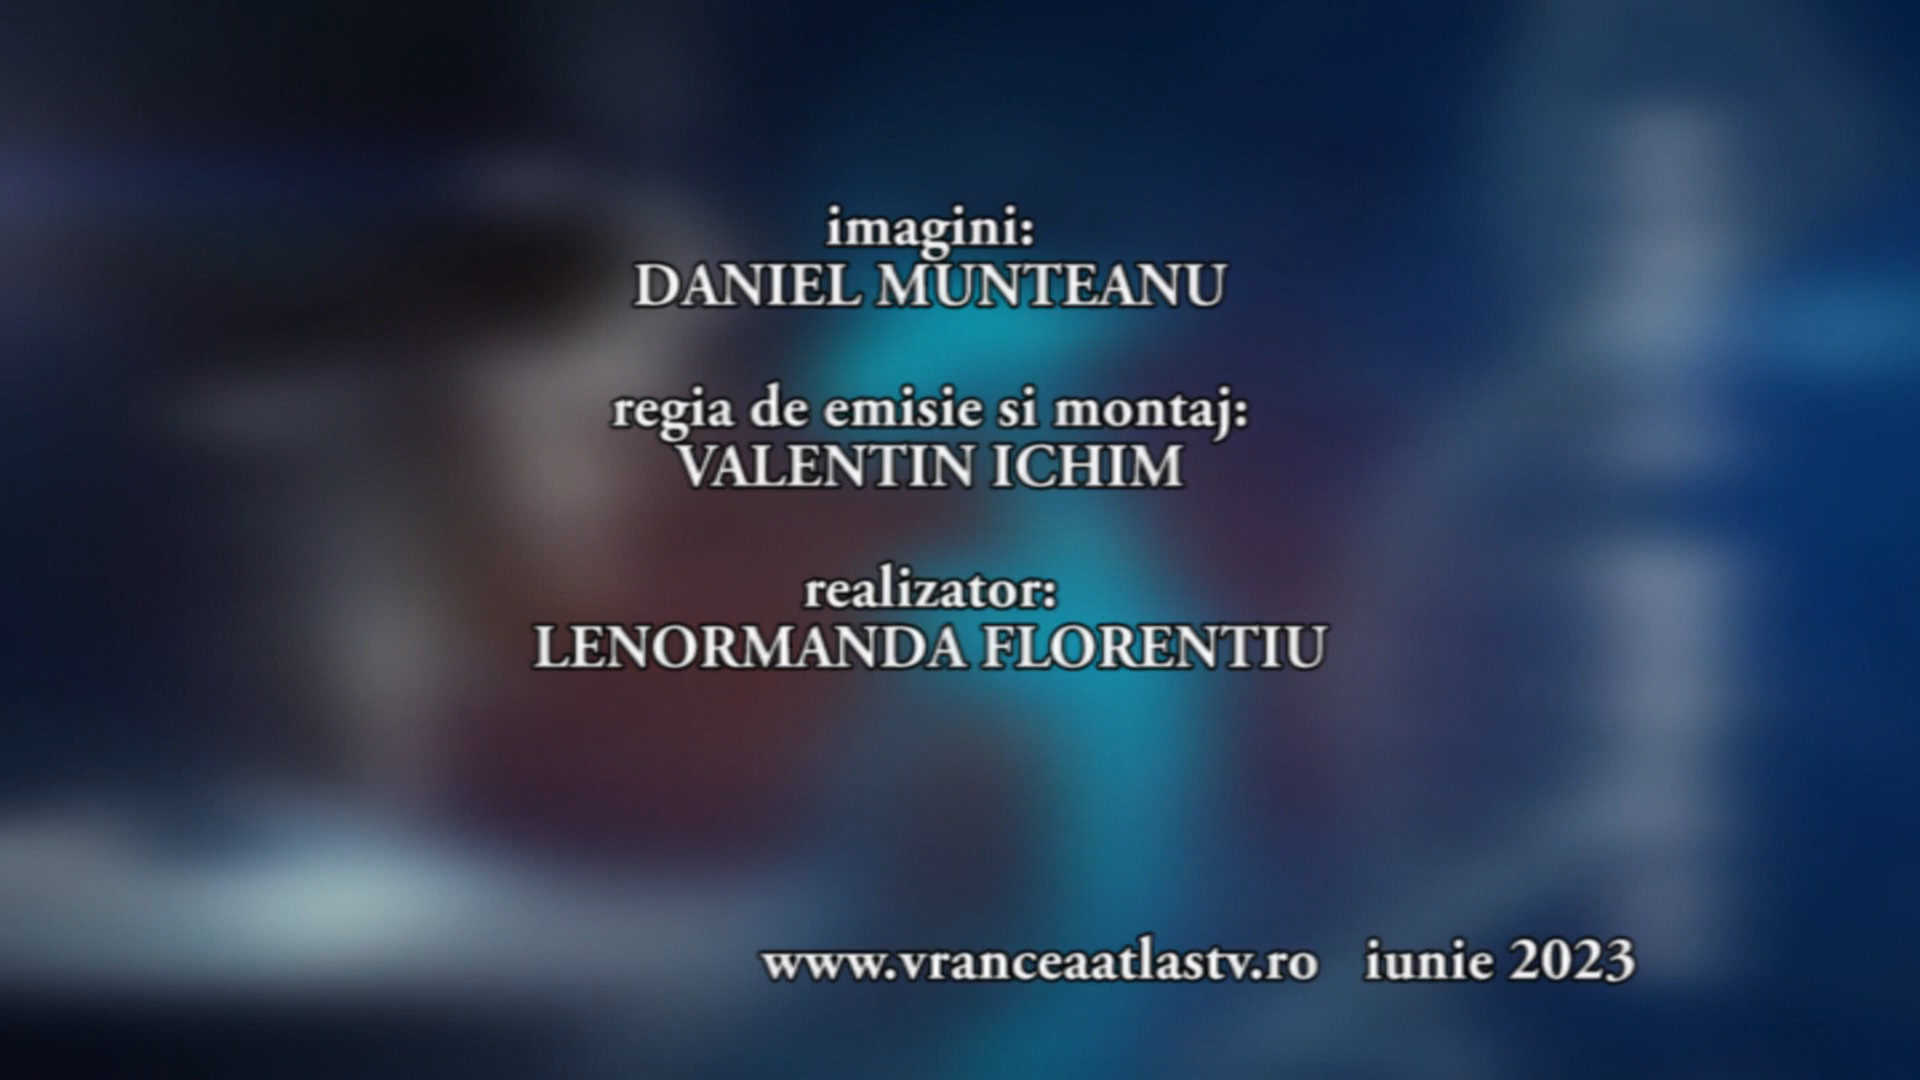 imagini:
DANIEL MUNTEANU
regia de emisie si montaj:
VALENTIN ICHIM
realizator:
LENORMANDA FLORENTIU
www.vranceaatlastv.ro iunie 2023